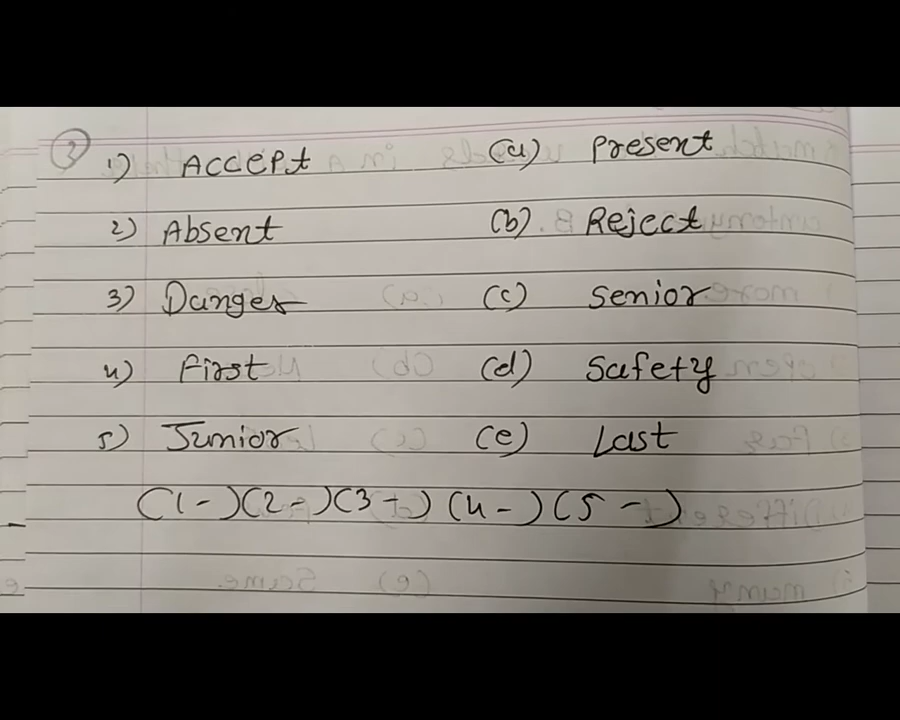 3
1) Accept (a) Present
2) Absent (b) Reject
3) Danger (c) Senior
4) First (d) Safety
5) Junior (e) Last
(1-)(2-)(3-)(4-)(5-)